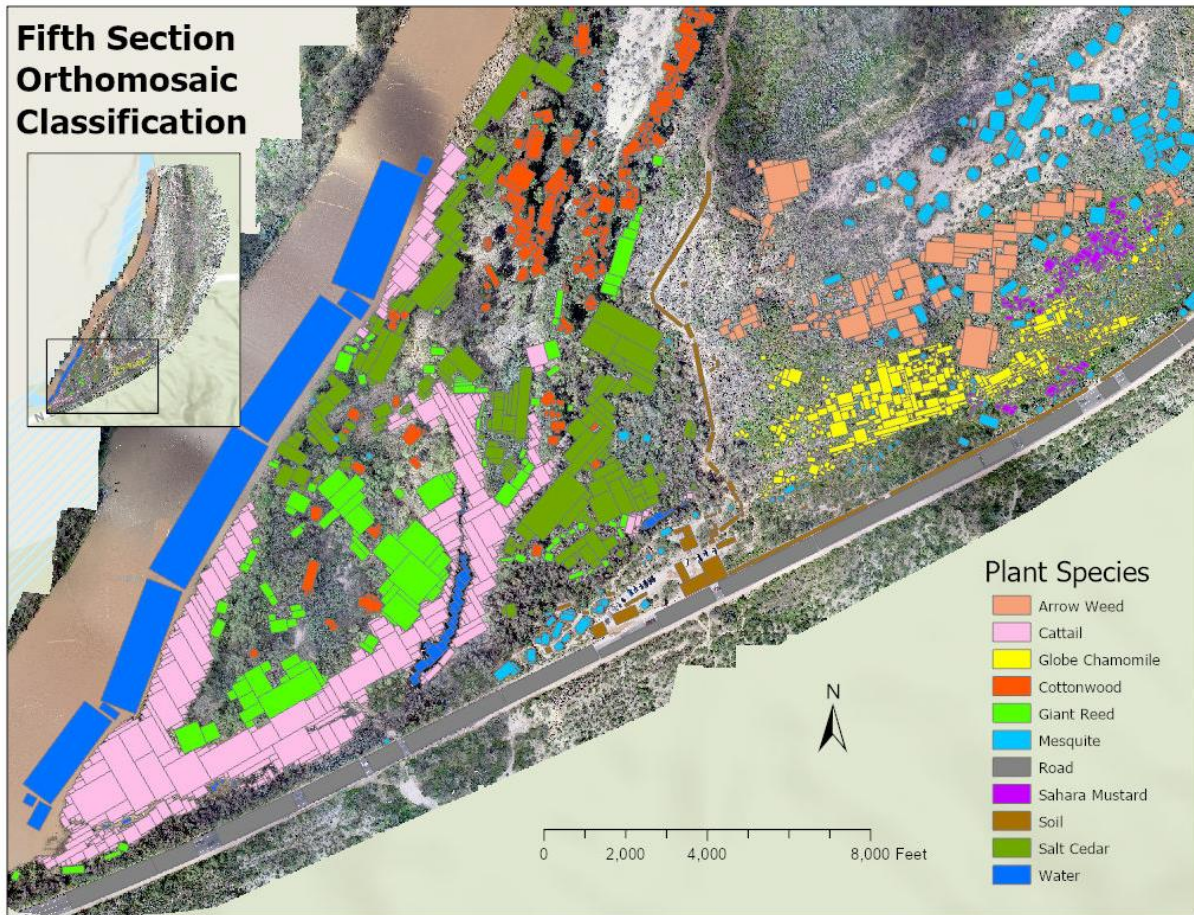 Fifth Section
Orthomosaic
Classification
N
Plant Species
Arrow Weed
Cattail
Globe Chamomile
Cottonwood
Giant Reed
Mesquite
Road
Sahara Mustard
Soil
Salt Cedar
Water
N
0 2,000 4,000 8,000 Feet